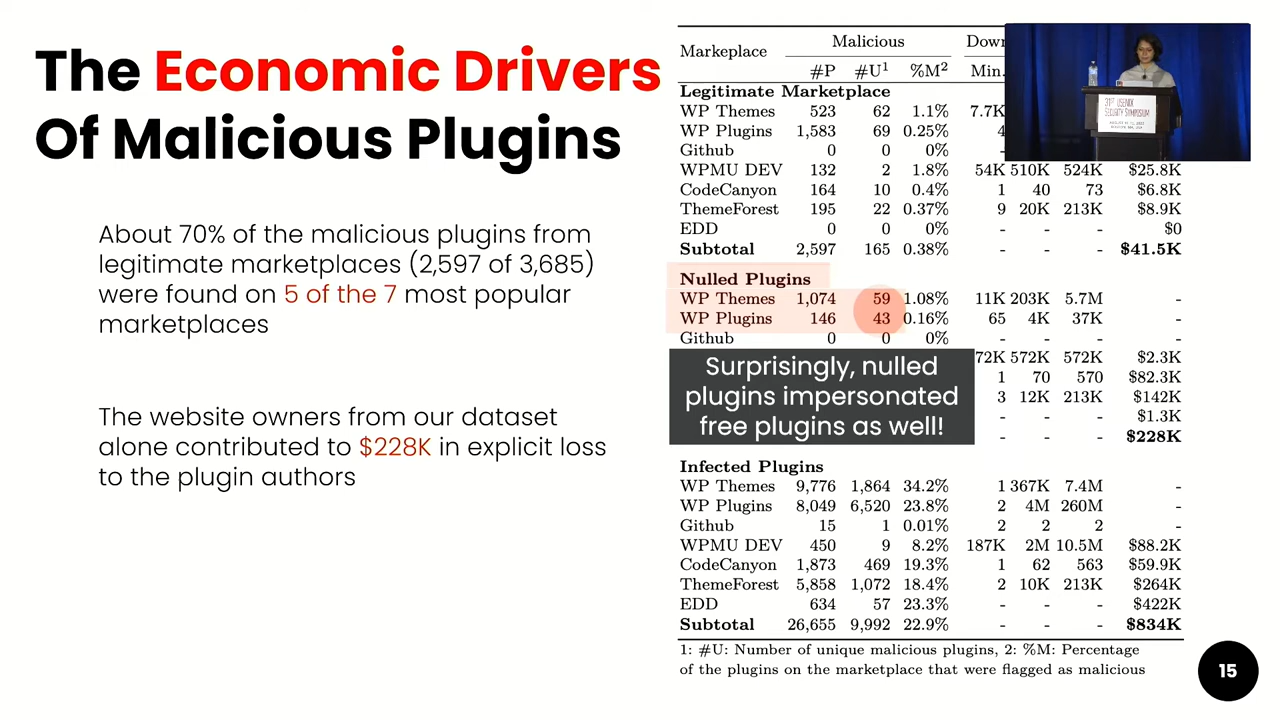 The Economic Drivers
Of Malicious Plugins
About 70% of the malicious plugins from
legitimate marketplaces (2,597 of 3,685)
were found on 5 of the 7 most popular
marketplaces
The website owners from our dataset
alone contributed to $228K in explicit loss
to the plugin authors
Markeplace Malicious
#P #U¹ %M² Min.
Legitimate Marketplace
WP Themes 523 62 1.1% 7.7K
WP Plugins 1,583 69 0.25% 4
Github 0 0 0% -
WPMU DEV 132 2 1.8% 54K 510K 524K $25.8K
CodeCanyon 164 10 0.4% 1 40 73 $6.8K
ThemeForest 195 22 0.37% 9 20K 213K $8.9K
EDD 0 0 0% - - - $0
Subtotal 2,597 165 0.38% - - - $41.5K
Nulled Plugins
WP Themes 1,074 59 1.08% 11K 203K 5.7M -
WP Plugins 146 43 0.16% 65 4K 37K -
Github 0 0 0% - - - -
72K 572K 572K $2.3K
1 70 570 $82.3K
3 12K 213K $142K
- - - $1.3K
- - - $228K
Surprisingly, nulled
plugins impersonated
free plugins as well!
Infected Plugins
WP Themes 9,776 1,864 34.2% 1 367K 7.4M -
WP Plugins 8,049 6,520 23.8% 2 4M 260M -
Github 15 1 0.01% 2 2 2 -
WPMU DEV 450 9 8.2% 187K 2M 10.5M $88.2K
CodeCanyon 1,873 469 19.3% 1 62 563 $59.9K
ThemeForest 5,858 1,072 18.4% 2 10K 213K $264K
EDD 634 57 23.3% - - - $422K
Subtotal 26,655 9,992 22.9% - - - $834K
1: #U: Number of unique malicious plugins, 2: %M: Percentage
of the plugins on the marketplace that were flagged as malicious
15
31ST USENIX
SECURITY SYMPOSIUM